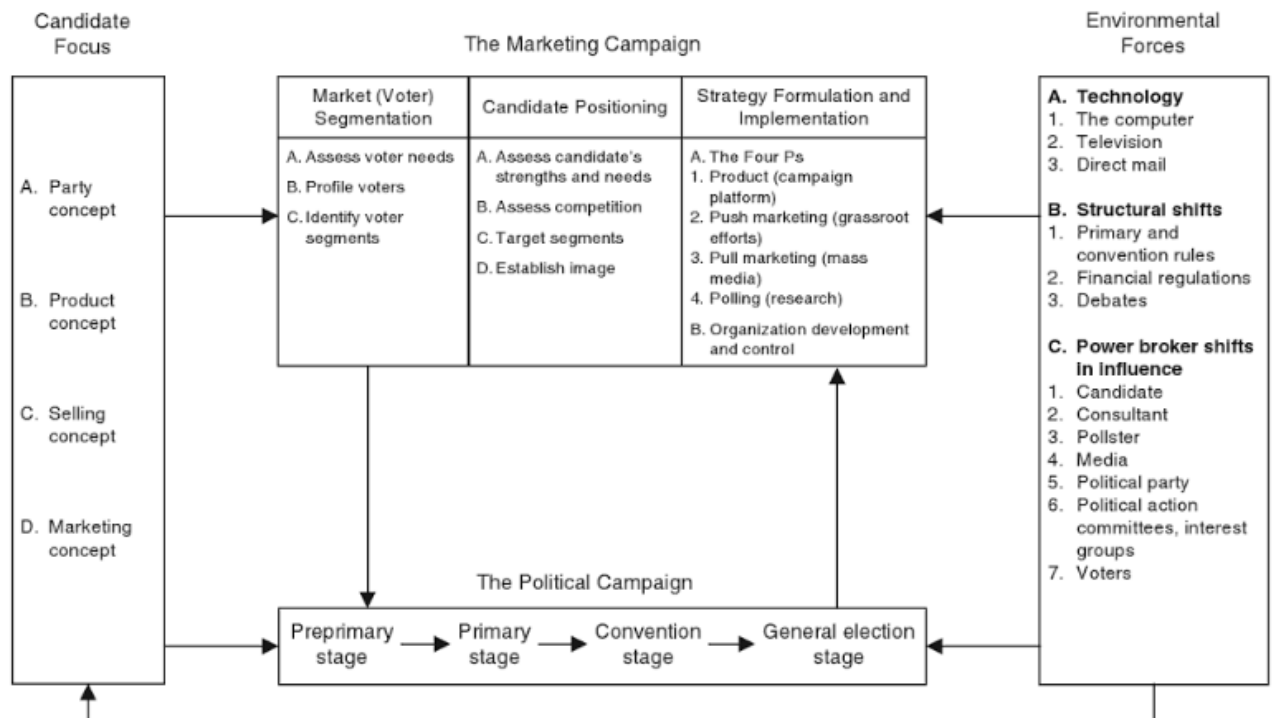 Candidate
Focus
A. Party
concept
B. Product
concept
C. Selling
concept
D. Marketing
concept
The Marketing Campaign
Market (Voter)
Segmentation
A. Assess voter needs
B. Profile voters
C. Identify voter
segments
Candidate Positioning
A. Assess candidate's
strengths and needs
B. Assess competition
C. Target segments
D. Establish image
Strategy Formulation and
Implementation
A. The Four Ps
1. Product (campaign
platform)
2. Push marketing (grassroot
efforts)
3. Pull marketing (mass
media)
4. Polling (research)
B. Organization development
and control
The Political Campaign
Preprimary
stage
Primary
stage
Convention
stage
General election
stage
Environmental
Forces
A. Technology
1. The computer
2. Television
3. Direct mail
B. Structural shifts
1. Primary and
convention rules
2. Financial regulations
3. Debates
C. Power broker shifts
in influence
1. Candidate
2. Consultant
3. Pollster
4. Media
5. Political party
6. Political action
committees, interest
groups
7. Voters